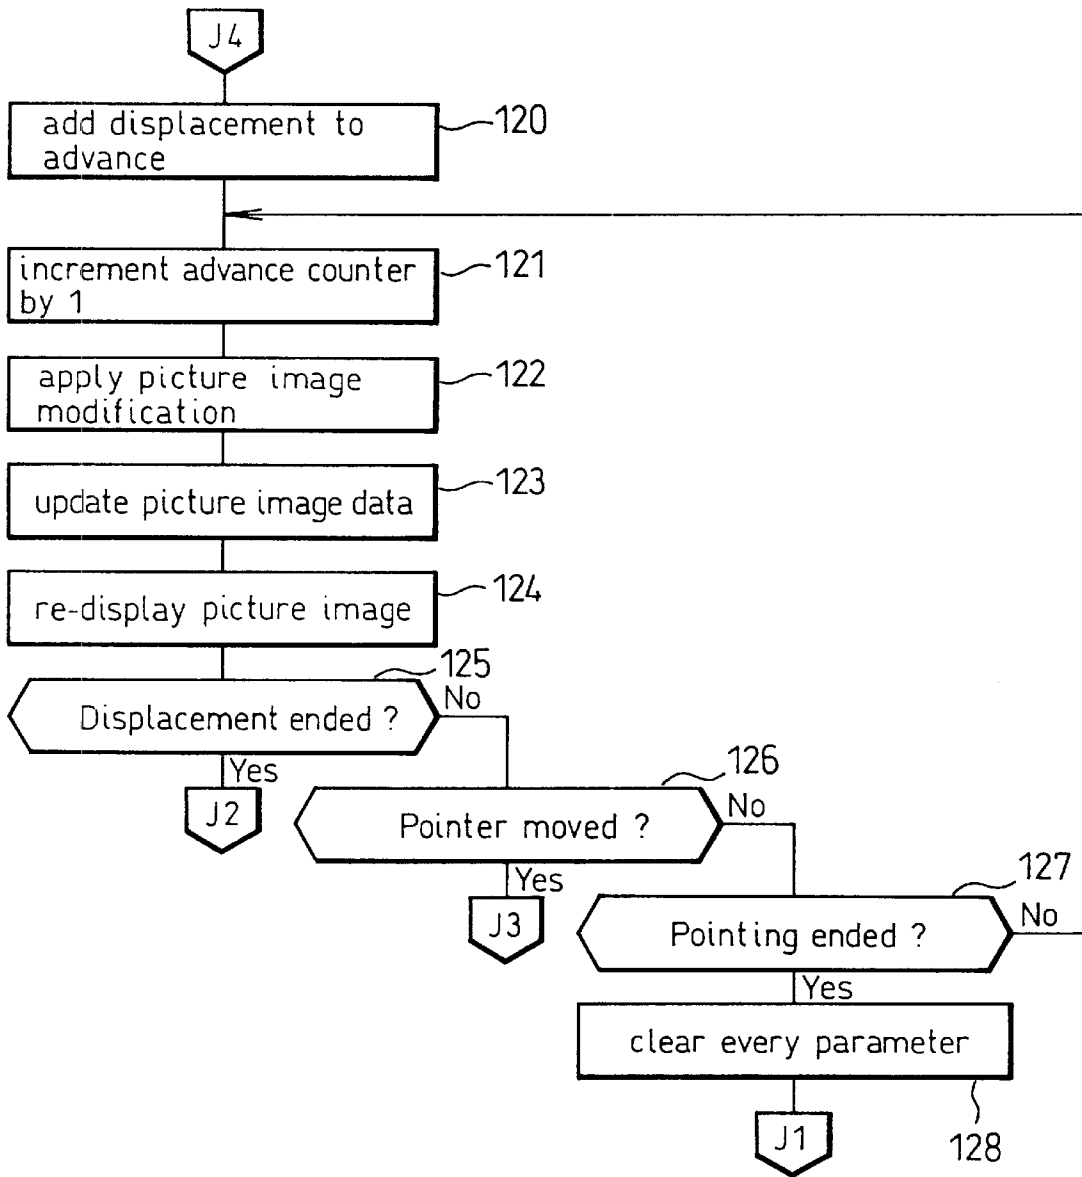 J4
add displacement to
advance
120
increment advance counter
by 1
121
apply picture image
modification
122
update picture image data
123
re-display picture image
124
125
Displacement ended ?
No
Yes
J2
126
Pointer moved ?
No
Yes
J3
127
Pointing ended ?
No
Yes
clear every parameter
128
J1